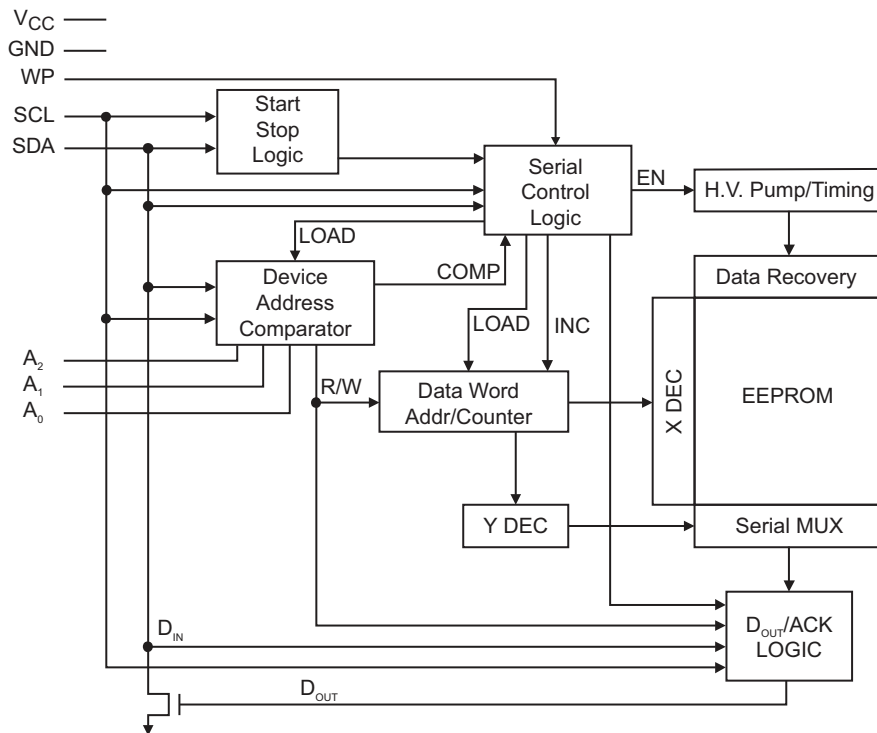 VCC
GND
WP
SCL
SDA
Start
Stop
Logic
Serial
Control
Logic
EN
H.V. Pump/Timing
LOAD
COMP
Device
Address
Comparator
Data Recovery
LOAD
INC
A2
A1
A0
R/W
Data Word
Addr/Counter
X DEC
EEPROM
Y DEC
Serial MUX
DIN
DOUT/ACK
LOGIC
DOUT